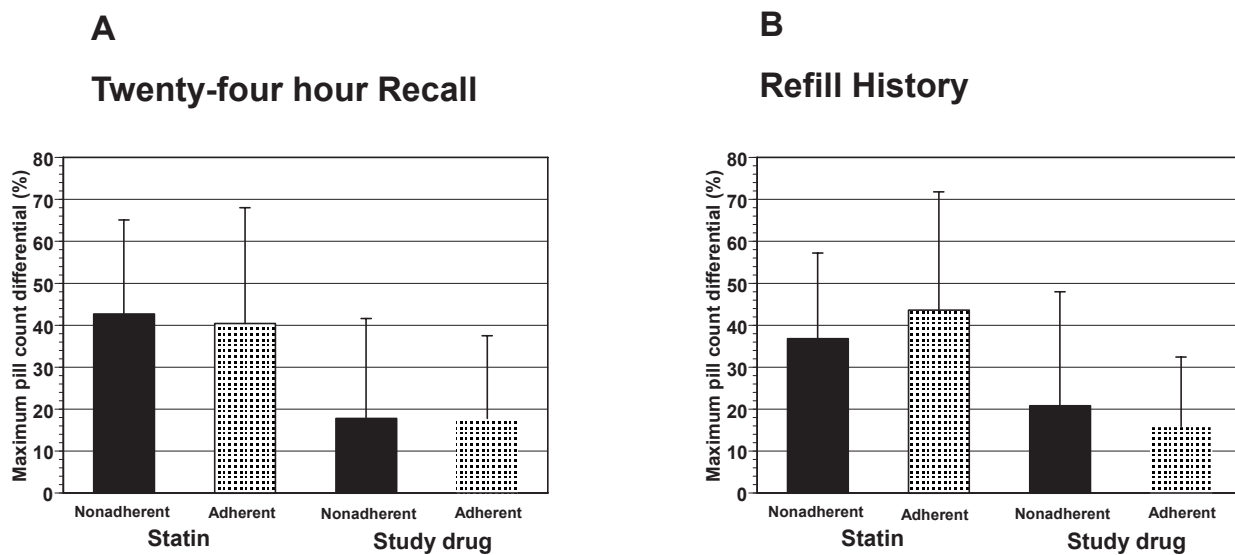 A
Twenty-four hour Recall
Maximum pill count differential (%)
80
70
60
50
40
30
20
10
0
Nonadherent Adherent Nonadherent Adherent
Statin Study drug
B
Refill History
Maximum pill count differential (%)
80
70
60
50
40
30
20
10
0
Nonadherent Adherent Nonadherent Adherent
Statin Study drug